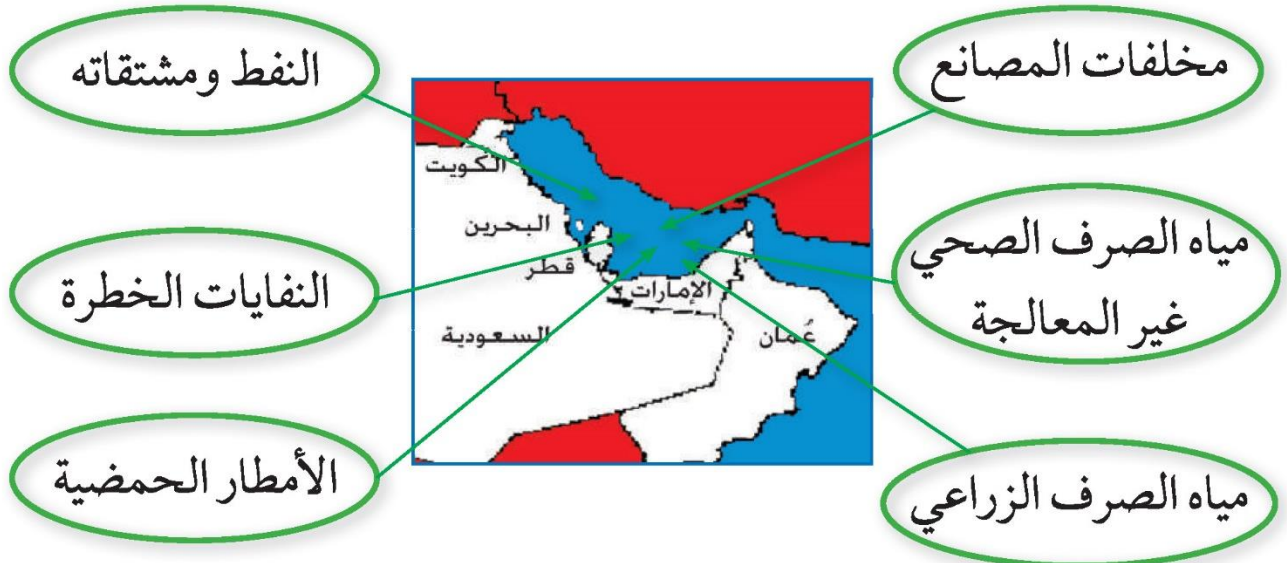 مخلفات المصانع
النفط ومشتقاته
مياه الصرف الصحي
غير المعالجة
النفايات الخطرة
مياه الصرف الزراعي
الأمطار الحمضية
الكويت
البحرين
قطر
الإمارات
السعودية
عُمان